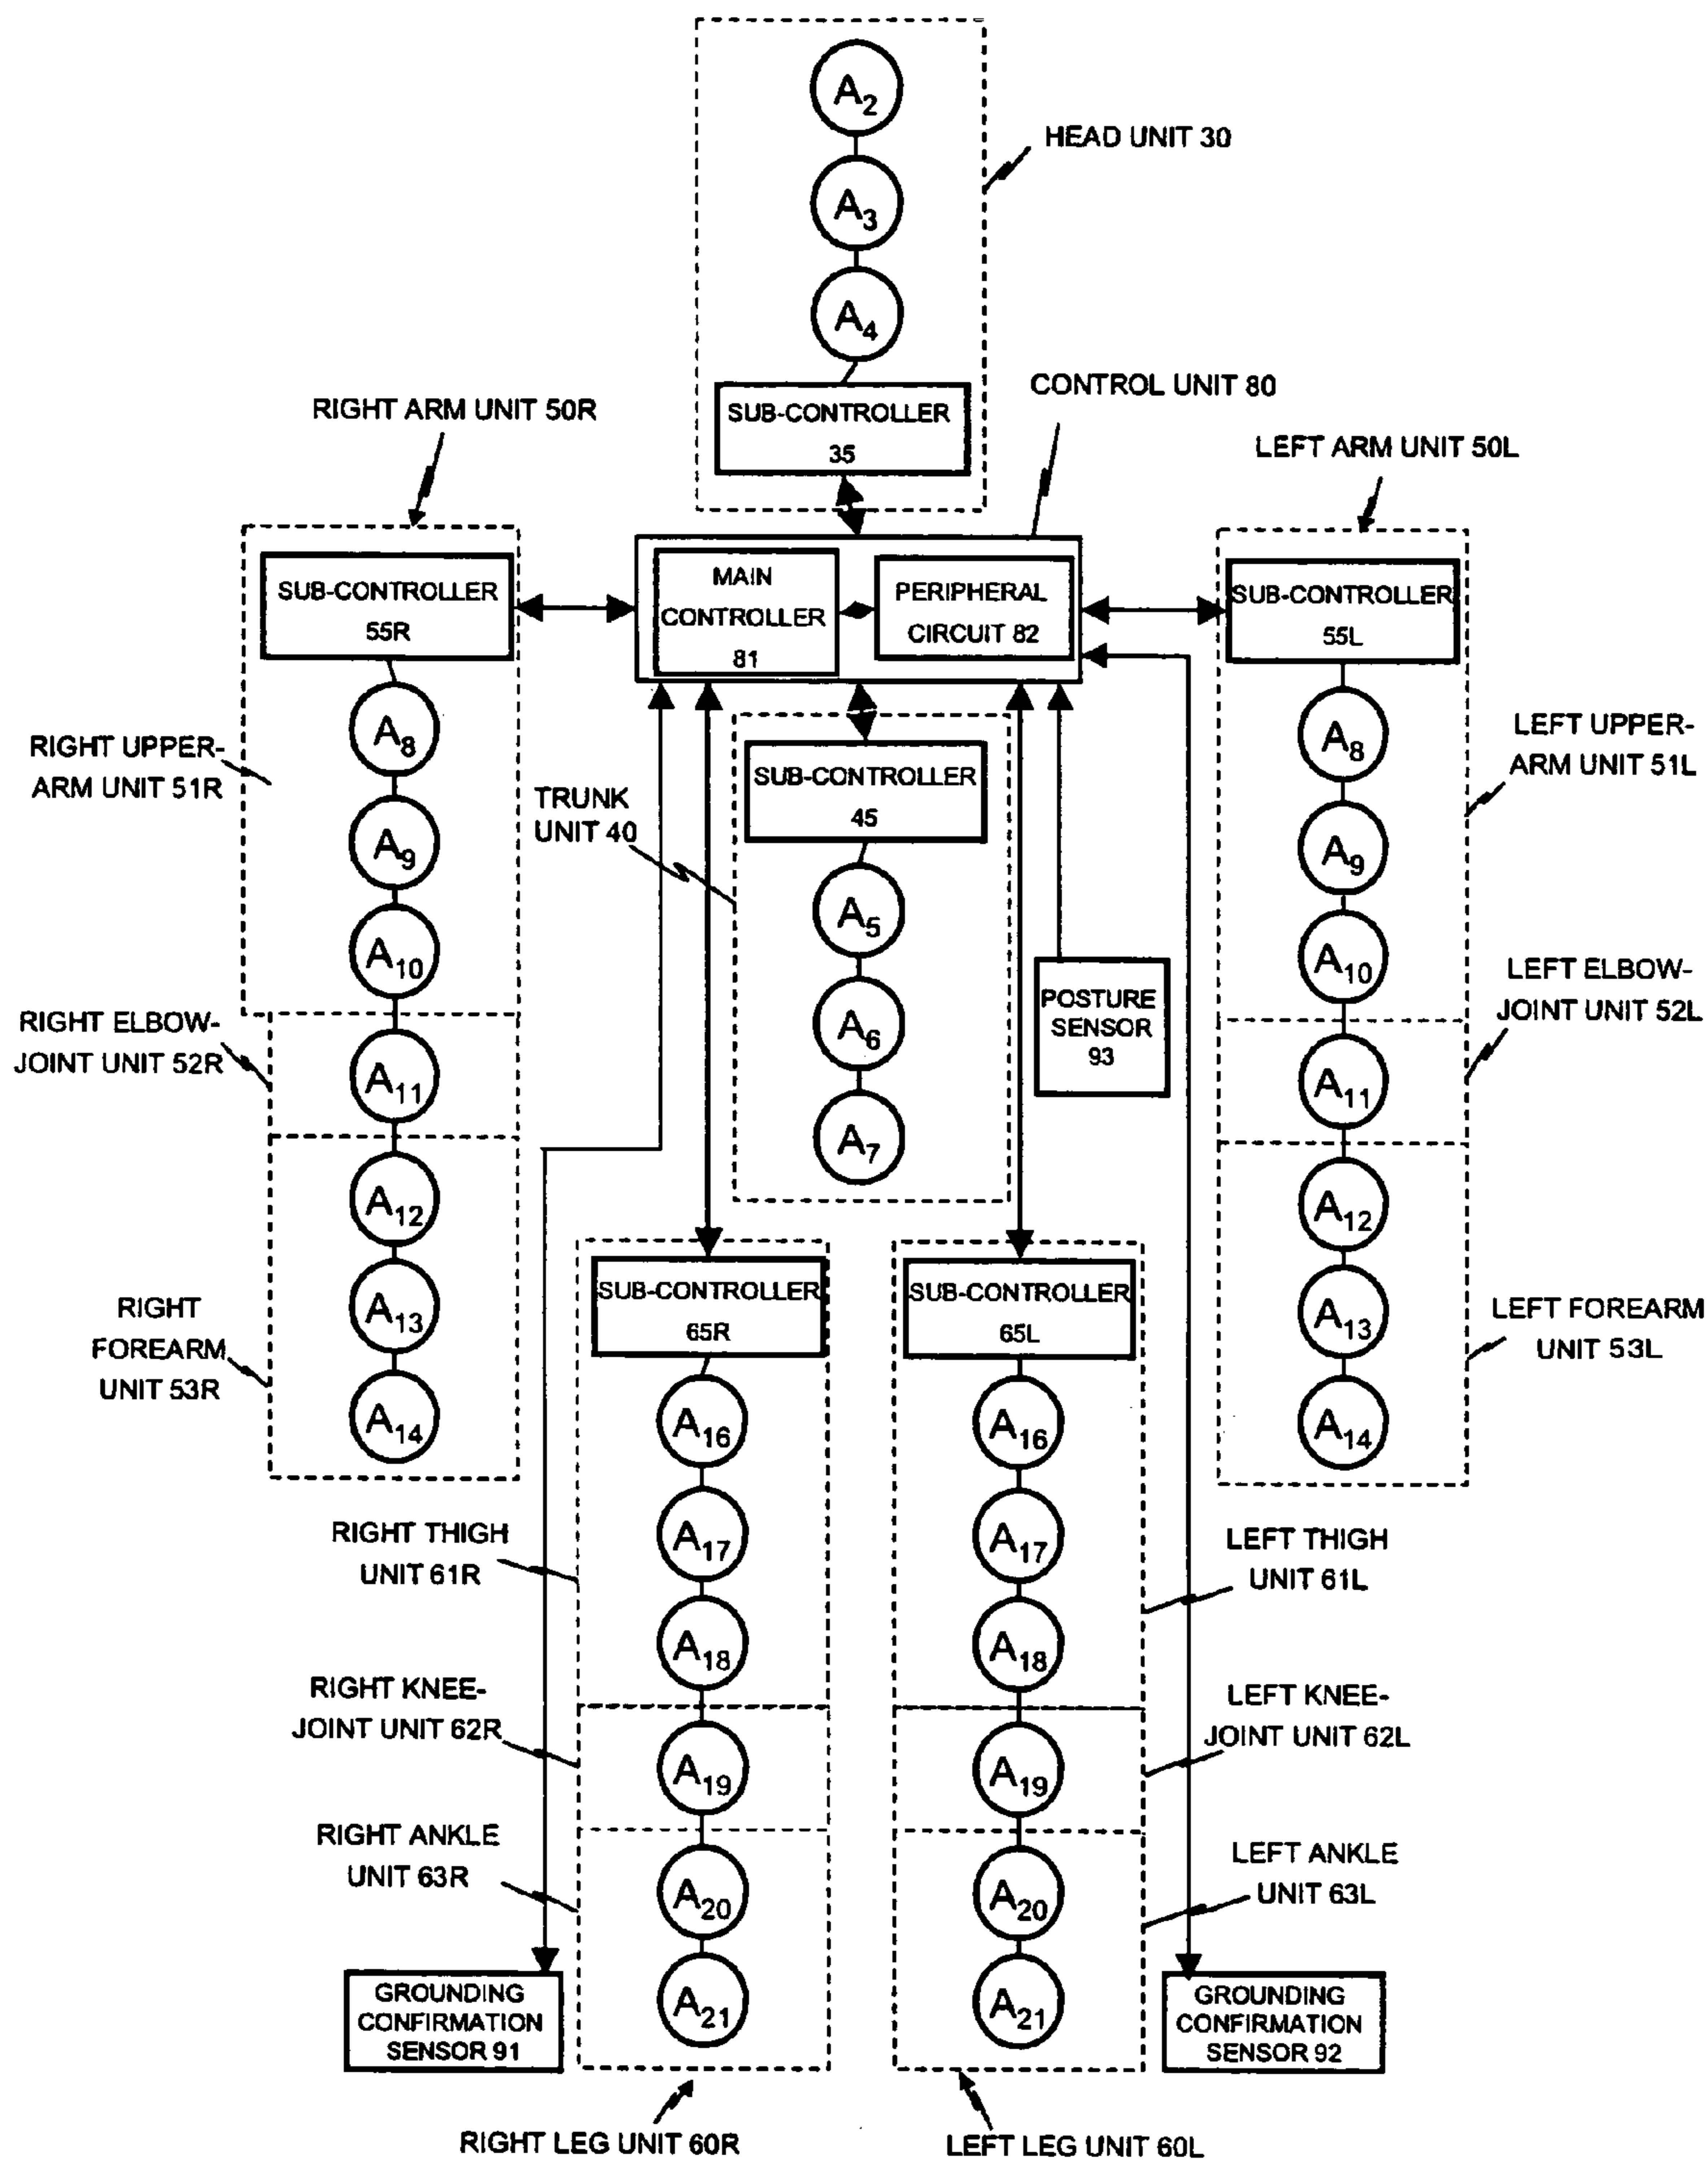 A2
A3
HEAD UNIT 30
A4
SUB-CONTROLLER
35
CONTROL UNIT 80
RIGHT ARM UNIT 50R
LEFT ARM UNIT 50L
SUB-CONTROLLER
55R
MAIN
CONTROLLER
81
PERIPHERAL
CIRCUIT 82
SUB-CONTROLLER
55L
RIGHT UPPER-
ARM UNIT 51R
A8
A9
A10
TRUNK
UNIT 40
SUB-CONTROLLER
45
A5
A6
A7
POSTURE
SENSOR
93
A8
A9
A10
LEFT UPPER-
ARM UNIT 51L
RIGHT ELBOW-
JOINT UNIT 52R
A11
A11
LEFT ELBOW-
JOINT UNIT 52L
RIGHT
FOREARM
UNIT 53R
A12
A13
A14
A12
A13
A14
LEFT FOREARM
UNIT 53L
SUB-CONTROLLER
65R
SUB-CONTROLLER
65L
RIGHT THIGH
UNIT 61R
A16
A17
A18
A16
A17
A18
LEFT THIGH
UNIT 61L
RIGHT KNEE-
JOINT UNIT 62R
A19
A19
LEFT KNEE-
JOINT UNIT 62L
RIGHT ANKLE
UNIT 63R
A20
A21
A20
A21
LEFT ANKLE
UNIT 63L
GROUNDING
CONFIRMATION
SENSOR 91
GROUNDING
CONFIRMATION
SENSOR 92
RIGHT LEG UNIT 60R
LEFT LEG UNIT 60L